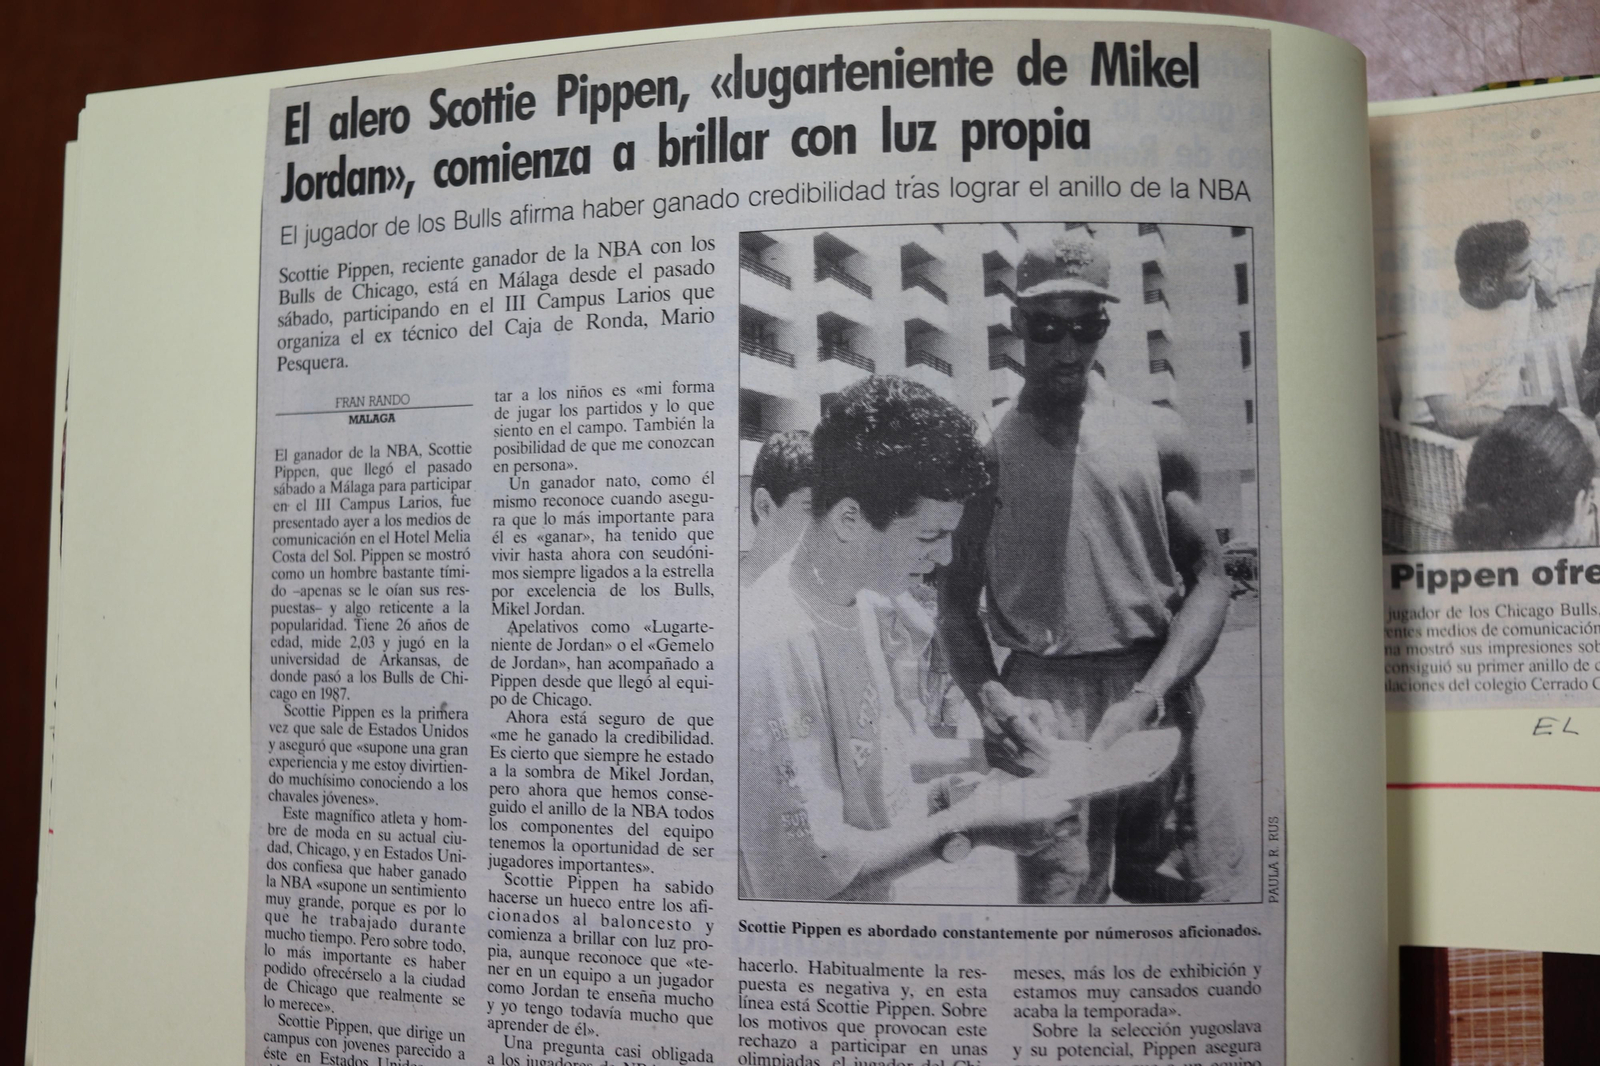 El alero Scottie Pippen, «lugarteniente de Mikel
Jordan», comienza a brillar con luz propia
El jugador de los Bulls afirma haber ganado credibilidad tras lograr el anillo de la NBA
Scottie Pippen, reciente ganador de la NBA con los
Bulls de Chicago, está en Málaga desde el pasado
sábado, participando en el III Campus Larios que
organiza el ex técnico del Caja de Ronda, Mario
Pesquera.
FRAN RANDO
MALAGA
El ganador de la NBA, Scottie
Pippen, que llegó el pasado
sábado a Málaga para participar
en el III Campus Larios, fue
presentado ayer a los medios de
comunicación en el Hotel Melia
Costa del Sol. Pippen se mostró
como un hombre bastante tími-
do –apenas se le oían sus res-
puestas– y algo reticente a la
popularidad. Tiene 26 años de
edad, mide 2,03 y jugó en la
universidad de Arkansas, de
donde pasó a los Bulls de Chi-
cago en 1987.
Scottie Pippen es la primera
vez que sale de Estados Unidos
y aseguró que «supone una gran
experiencia y me estoy divirtien-
do muchísimo conociendo a los
chavales jóvenes».
Este magnífico atleta y hom-
bre de moda en su actual ciu-
dad, Chicago, y en Estados Uni-
dos confiesa que haber ganado
la NBA «supone un sentimiento
muy grande, porque es por lo
que he trabajado durante
mucho tiempo. Pero sobre todo,
lo más importante es haber
podido ofrecérselo a la ciudad
de Chicago que realmente se
lo merece».
Scottie Pippen, que dirige un
campus con jóvenes parecido a
éste en Estados Unidos
tar a los niños es «mi forma
de jugar los partidos y lo que
siento en el campo. También la
posibilidad de que me conozcan
en persona».
Un ganador nato, como él
mismo reconoce cuando asegu-
ra que lo más importante para
él es «ganar», ha tenido que
vivir hasta ahora con seudóni-
mos siempre ligados a la estrella
por excelencia de los Bulls,
Mikel Jordan.
Apelativos como «Lugarte-
niente de Jordan» o el «Gemelo
de Jordan», han acompañado a
Pippen desde que llegó al equi-
po de Chicago.
Ahora está seguro de que
«me he ganado la credibilidad.
Es cierto que siempre he estado
a la sombra de Mikel Jordan,
pero ahora que hemos conse-
guido el anillo de la NBA todos
los componentes del equipo
tenemos la oportunidad de ser
jugadores importantes».
Scottie Pippen ha sabido
hacerse un hueco entre los afi-
cionados al baloncesto y
comienza a brillar con luz pro-
pia, aunque reconoce que «te-
ner en un equipo a un jugador
como Jordan te enseña mucho
y yo tengo todavía mucho que
aprender de él».
Una pregunta casi obligada
a los jugadores de
PAULA R. RUS
Scottie Pippen es abordado constantemente por númerosos aficionados.
hacerlo. Habitualmente la res-
puesta es negativa y, en esta
línea está Scottie Pippen. Sobre
los motivos que provocan este
rechazo a participar en unas
olimpiadas, el jugador del Chi-
meses, más los de exhibición y
estamos muy cansados cuando
acaba la temporada».
Sobre la selección yugoslava
y su potencial, Pippen asegura
Pippen ofre
jugador de los Chicago Bulls,
entes medios de comunicación
na mostró sus impresiones sob
consiguió su primer anillo de c
laciones del colegio Cerrado C
EL